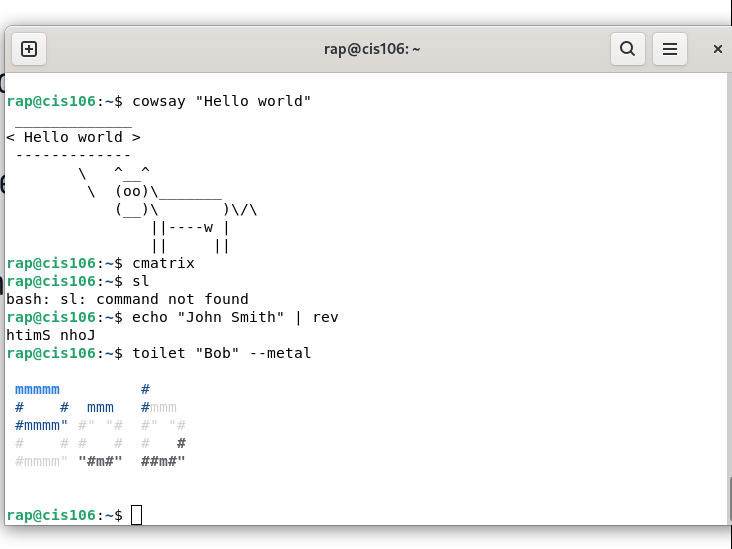 rap@cis106: ~
rap@cis106:~$ cowsay "Hello world"
 _____________
< Hello world >
 -------------
        \   ^__^
         \  (oo)\_______
            (__)\       )\/\
                ||----w |
                ||     ||
rap@cis106:~$ cmatrix
rap@cis106:~$ sl
bash: sl: command not found
rap@cis106:~$ echo "John Smith" | rev
htimS nhoJ
rap@cis106:~$ toilet "Bob" --metal
 mmmmm         #
 #    #  mmm   #mmm
 #mmmm" #" "#  #" "#
 #    # #   #  #   #
 #mmmm" "#m#"  ##m#"
rap@cis106:~$